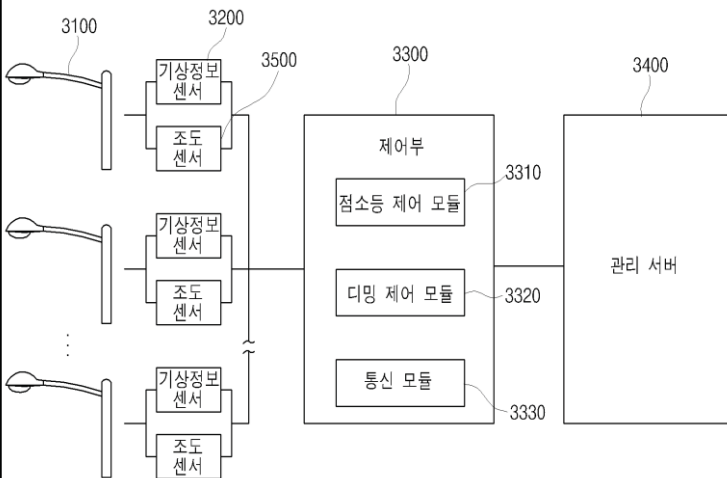 3100
3200
기상정보
센서
3500
조도
센서
3300
제어부
3310
점소등 제어 모듈
3320
디밍 제어 모듈
3330
통신 모듈
3400
관리 서버
기상정보
센서
조도
센서
기상정보
센서
조도
센서